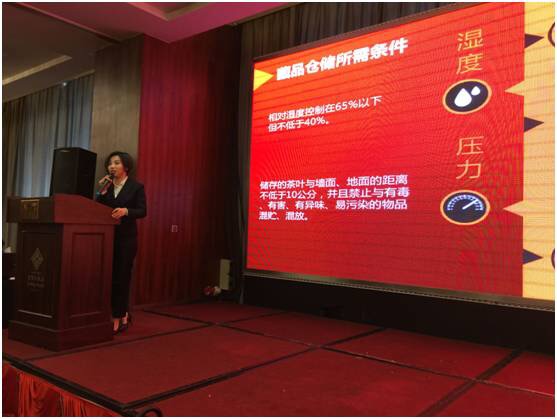 藏品仓储所需条件
湿度
相对湿度控制在65%以下
但不低于40%。
压力
储存的茶叶与墙面、地面的距离
不低于10公分，并且禁止与有毒
、有害、有异味、易污染的物品
混贮、混放。